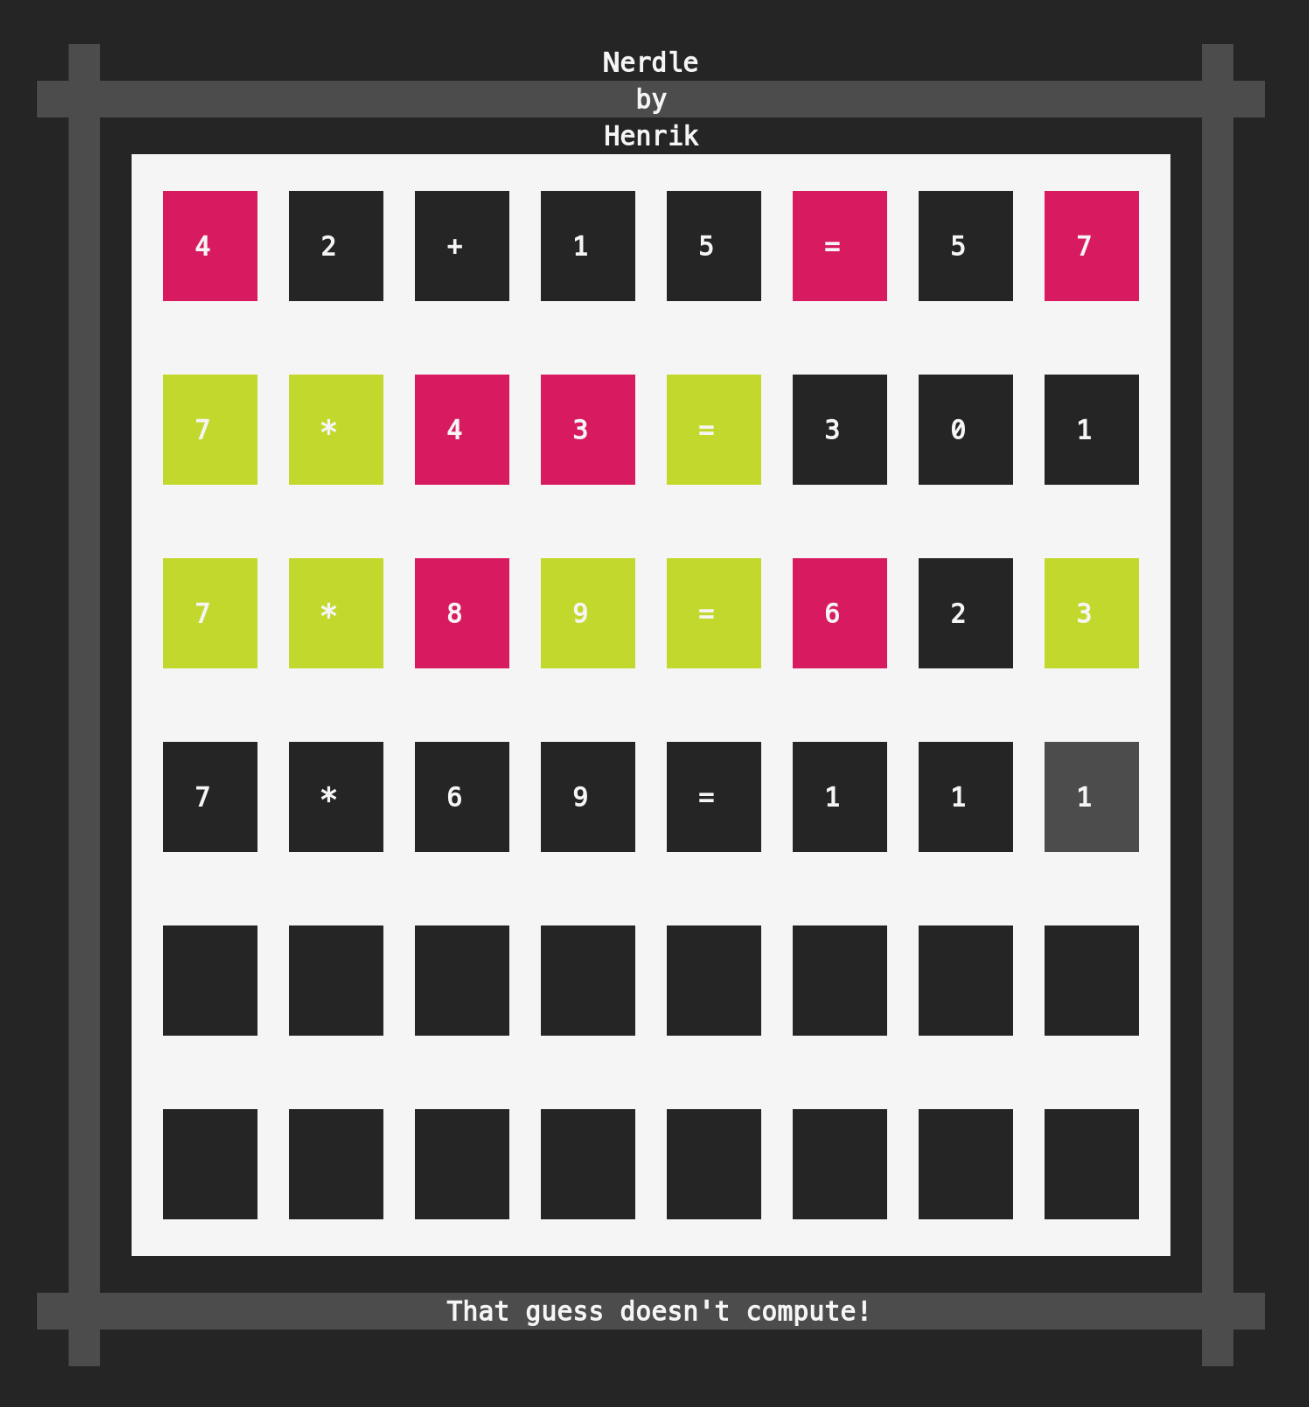 Nerdle
by
Henrik
4 2 + 1 5 = 5 7
7 * 4 3 = 3 0 1
7 * 8 9 = 6 2 3
7 * 6 9 = 1 1 1
That guess doesn't compute!